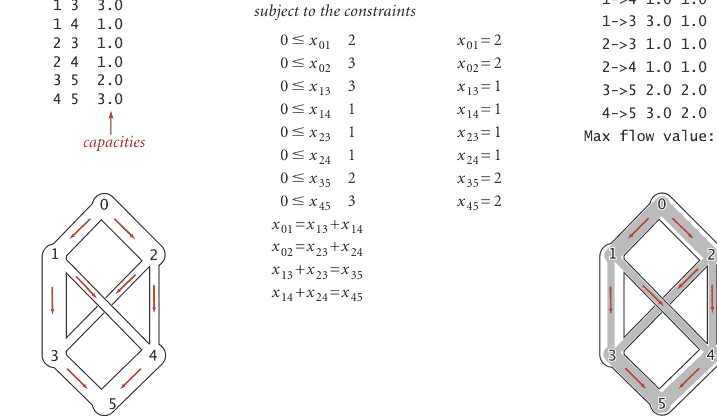 1 3 3.0
1 4 1.0
2 3 1.0
2 4 1.0
3 5 2.0
4 5 3.0
capacities
0
1 2
3 4
5
subject to the constraints
0 ≤ x01 2
0 ≤ x02 3
0 ≤ x13 3
0 ≤ x14 1
0 ≤ x23 1
0 ≤ x24 1
0 ≤ x35 2
0 ≤ x45 3
x01=x13+x14
x02=x23+x24
x13+x23=x35
x14+x24=x45
x01=2
x02=2
x13=1
x14=1
x23=1
x24=1
x35=2
x45=2
1->4 1.0 1.0
1->3 3.0 1.0
2->3 1.0 1.0
2->4 1.0 1.0
3->5 2.0 2.0
4->5 3.0 2.0
Max flow value:
0
1 2
3 4
5